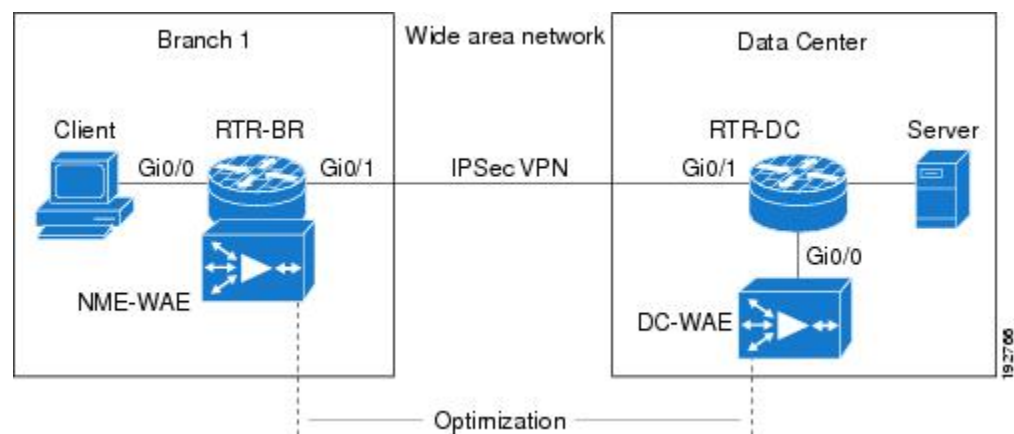 Branch 1
Wide area network
Data Center
Client
RTR-BR
RTR-DC
Server
Gi0/0
Gi0/1
IPSec VPN
Gi0/1
Gi0/0
NME-WAE
DC-WAE
192766
Optimization